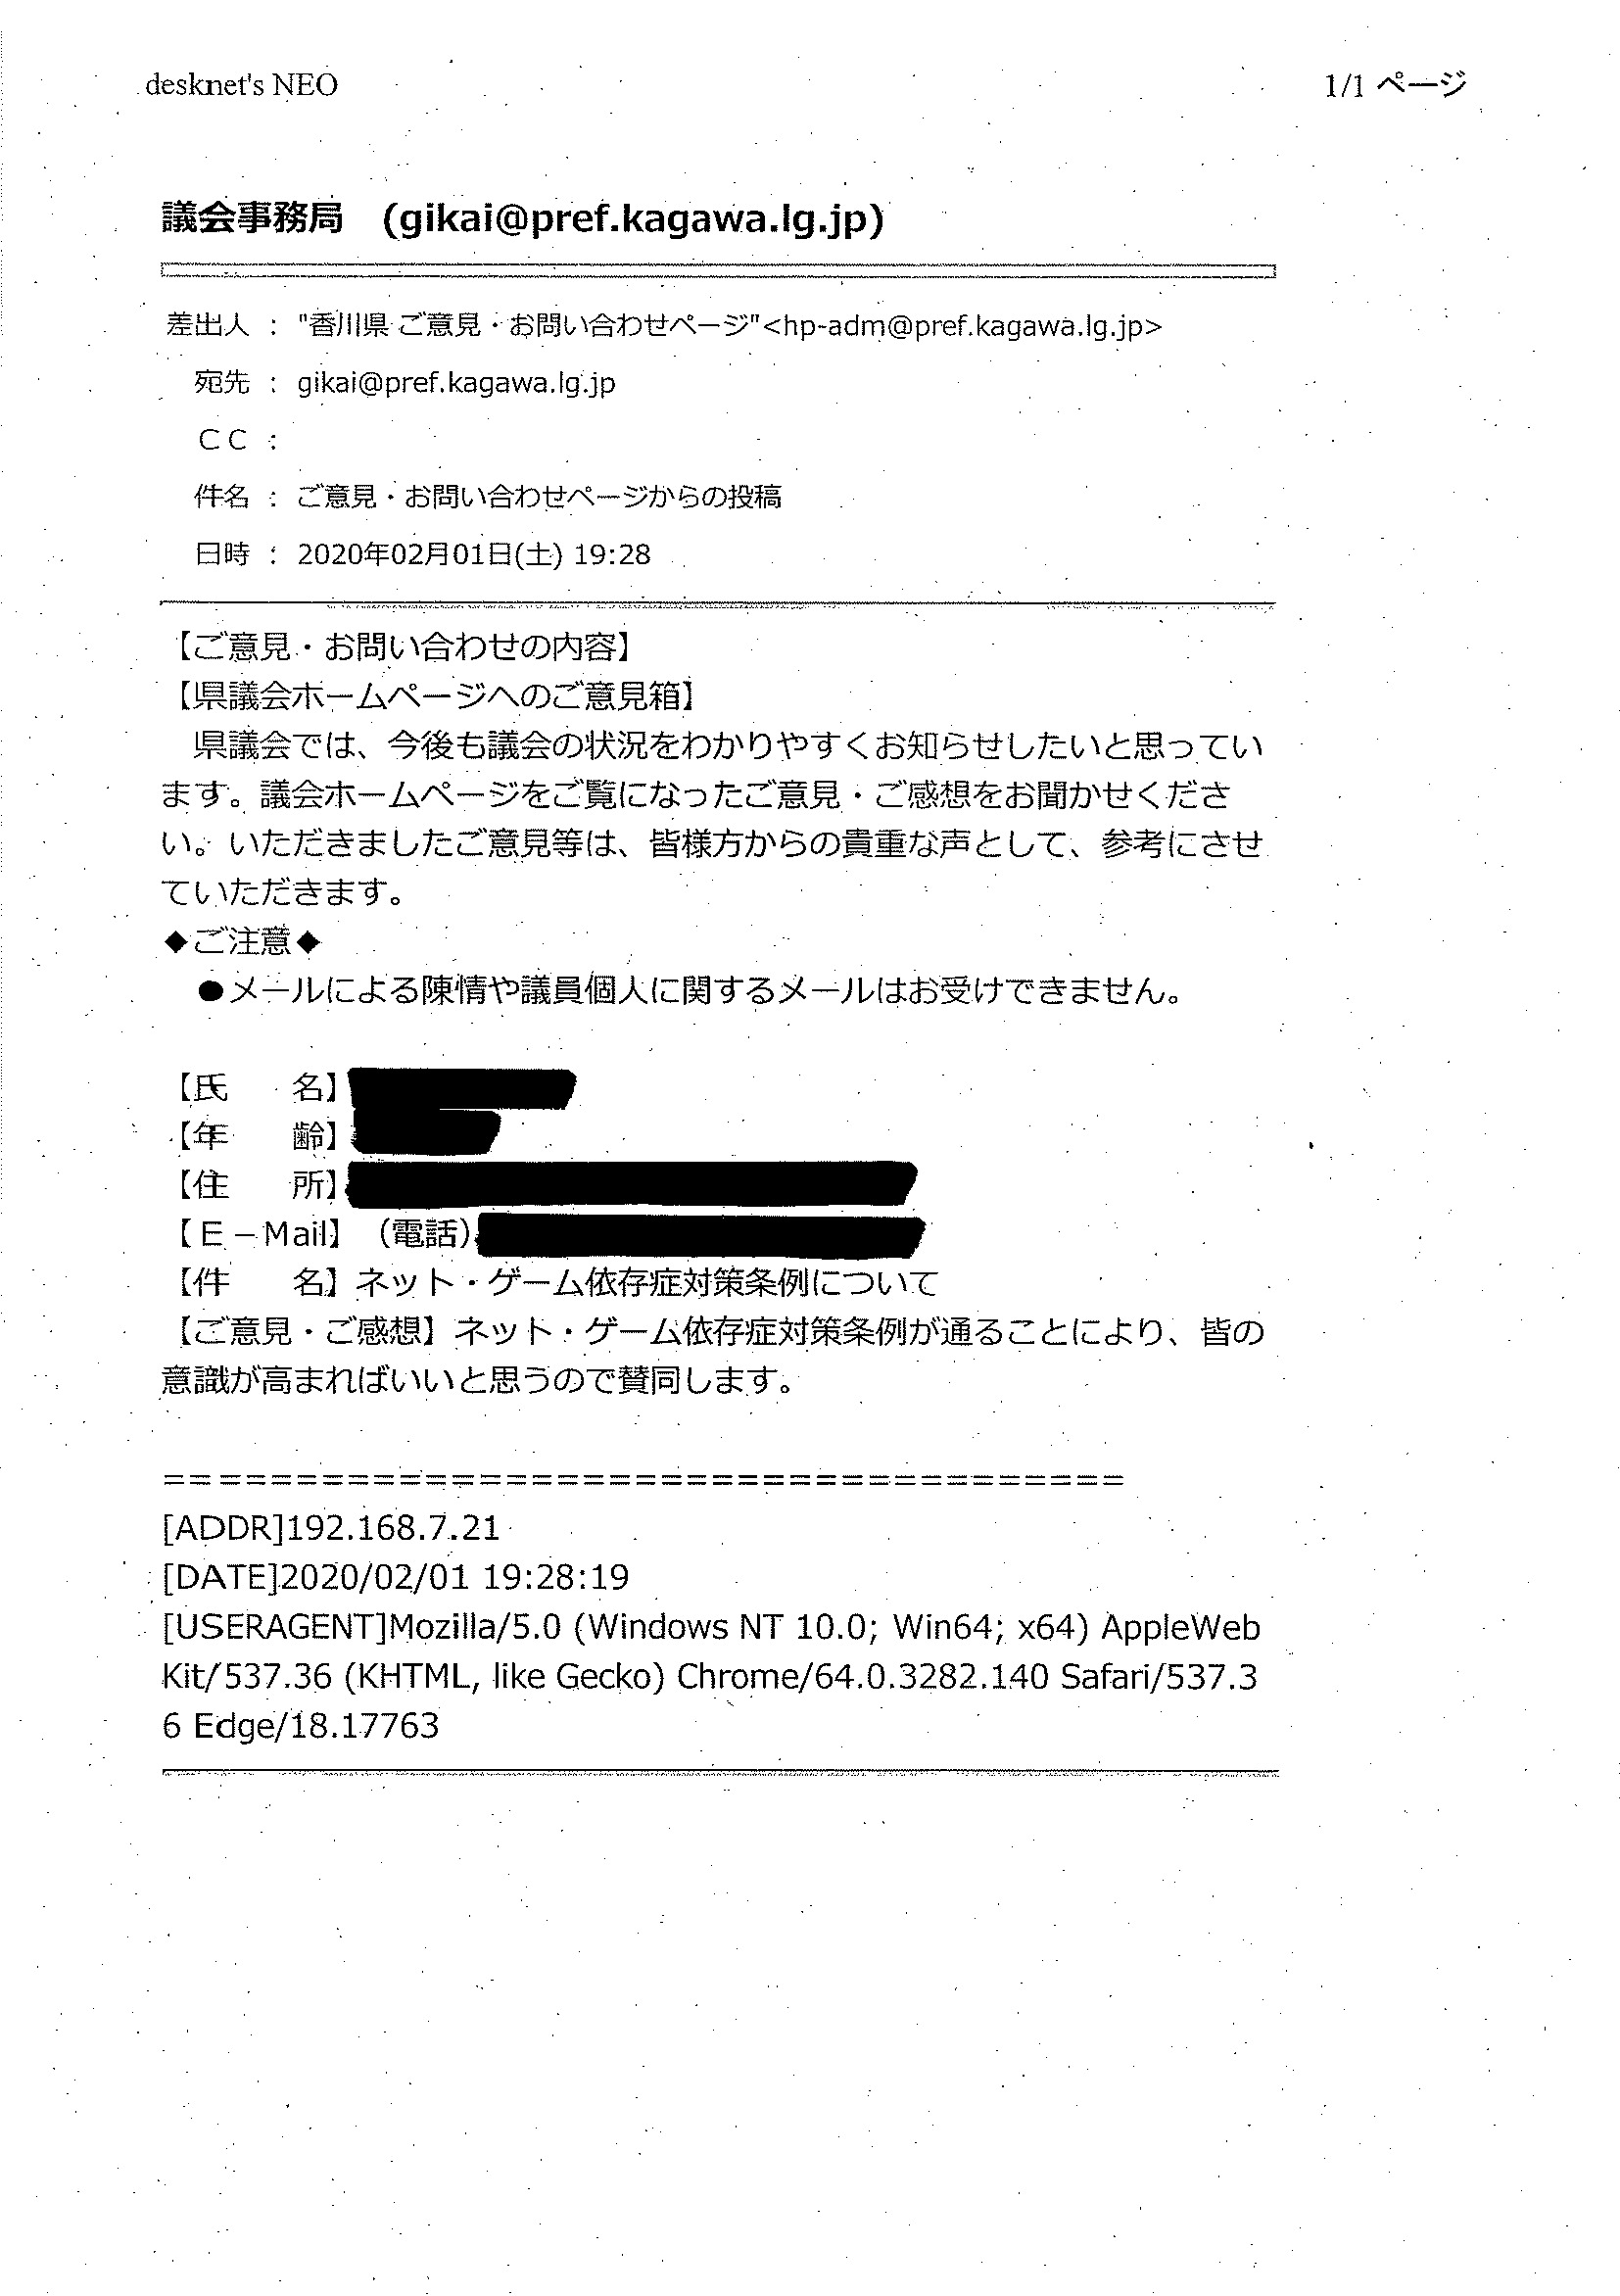 desknet's NEO
1/1 ページ
議会事務局 (gikai@pref.kagawa.lg.jp)
差出人 : "香川県 ご意見・お問い合わせページ"<hp-adm@pref.kagawa.lg.jp>
宛先 : gikai@pref.kagawa.lg.jp
ＣＣ :
件名 : ご意見・お問い合わせページからの投稿
日時 : 2020年02月01日(土) 19:28
【ご意見・お問い合わせの内容】
【県議会ホームページへのご意見箱】
県議会では、今後も議会の状況をわかりやすくお知らせしたいと思ってい
ます。議会ホームページをご覧になったご意見・ご感想をお聞かせくださ
い。いただきましたご意見等は、皆様方からの貴重な声として、参考にさせ
ていただきます。
◆ご注意◆
●メールによる陳情や議員個人に関するメールはお受けできません。
【氏　　名】
【年　　齢】
【住　　所】
【Ｅ－Mail】（電話）
【件　　名】ネット・ゲーム依存症対策条例について
【ご意見・ご感想】ネット・ゲーム依存症対策条例が通ることにより、皆の
意識が高まればいいと思うので賛同します。
=====================================
[ADDR]192.168.7.21
[DATE]2020/02/01 19:28:19
[USERAGENT]Mozilla/5.0 (Windows NT 10.0; Win64; x64) AppleWeb
Kit/537.36 (KHTML, like Gecko) Chrome/64.0.3282.140 Safari/537.3
6 Edge/18.17763